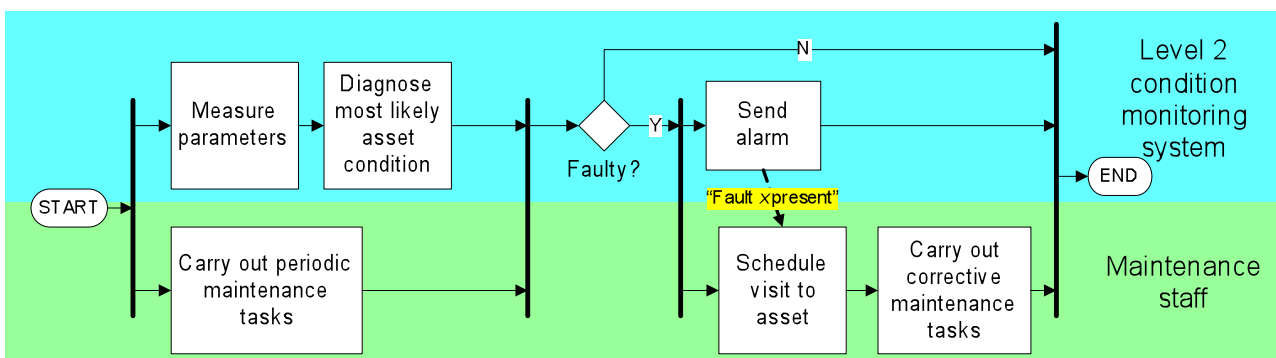 START
Measure
parameters
Diagnose
most likely
asset
condition
Carry out periodic
maintenance
tasks
Faulty?
N
Y
Send
alarm
“Fault x present”
Schedule
visit to
asset
Carry out
corrective
maintenance
tasks
END
Level 2
condition
monitoring
system
Maintenance
staff